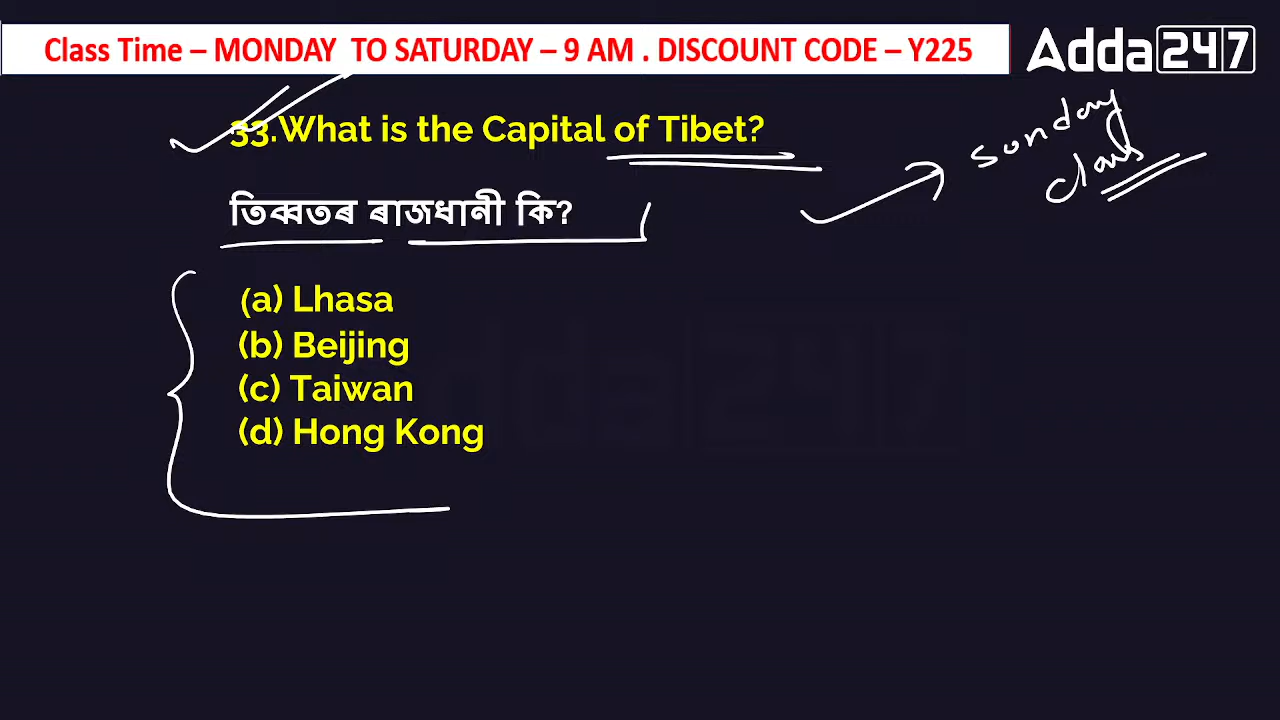 Class Time – MONDAY TO SATURDAY – 9 AM . DISCOUNT CODE – Y225
Adda247
33.What is the Capital of Tibet?
sunday
class
তিব্বতৰ ৰাজধানী কি?
(a) Lhasa
(b) Beijing
(c) Taiwan
(d) Hong Kong